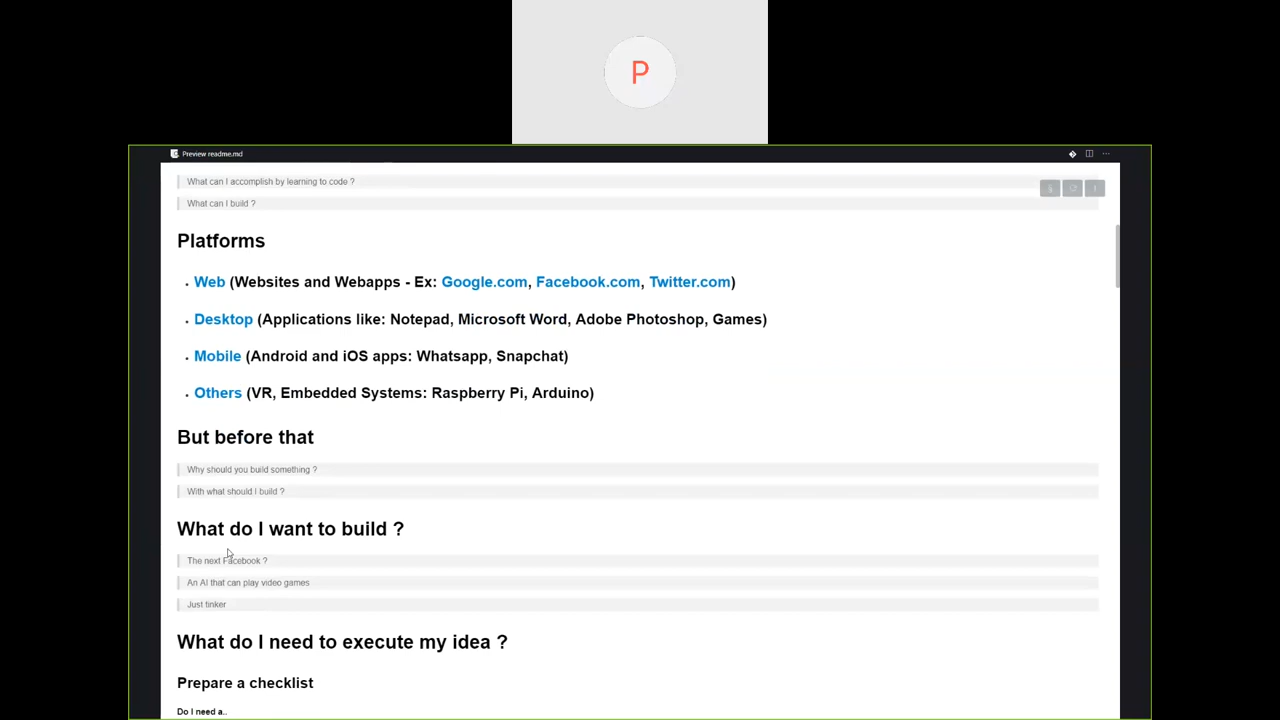 P
Preview readme.md
What can I accomplish by learning to code ?
What can I build ?
Platforms
Web (Websites and Webapps - Ex: Google.com, Facebook.com, Twitter.com)
Desktop (Applications like: Notepad, Microsoft Word, Adobe Photoshop, Games)
Mobile (Android and iOS apps: Whatsapp, Snapchat)
Others (VR, Embedded Systems: Raspberry Pi, Arduino)
But before that
Why should you build something ?
With what should I build ?
What do I want to build ?
The next Facebook ?
An AI that can play video games
Just tinker
What do I need to execute my idea ?
Prepare a checklist
Do I need a..